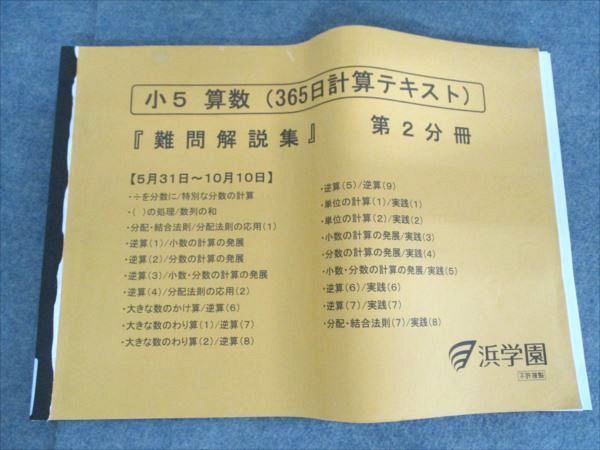 小5 算数(365日計算テキスト)
『難問解説集』 第2分冊
【5月31日～10月10日】
・÷を分数に/特別な分数の計算
・( )の処理/数列の和
・分配・結合法則/分配法則の応用(1)
・逆算(1)/小数の計算の発展
・逆算(2)/分数の計算の発展
・逆算(3)/小数・分数の計算の発展
・逆算(4)/分配法則の応用(2)
・大きな数のかけ算/逆算(6)
・大きな数のわり算(1)/逆算(7)
・大きな数のわり算(2)/逆算(8)
・逆算(5)/逆算(9)
・単位の計算(1)/実践(1)
・単位の計算(2)/実践(2)
・小数の計算の発展/実践(3)
・分数の計算の発展/実践(4)
・小数・分数の計算の発展/実践(5)
・逆算(6)/実践(6)
・逆算(7)/実践(7)
・分配・結合法則(7)/実践(8)
浜学園
不許複製